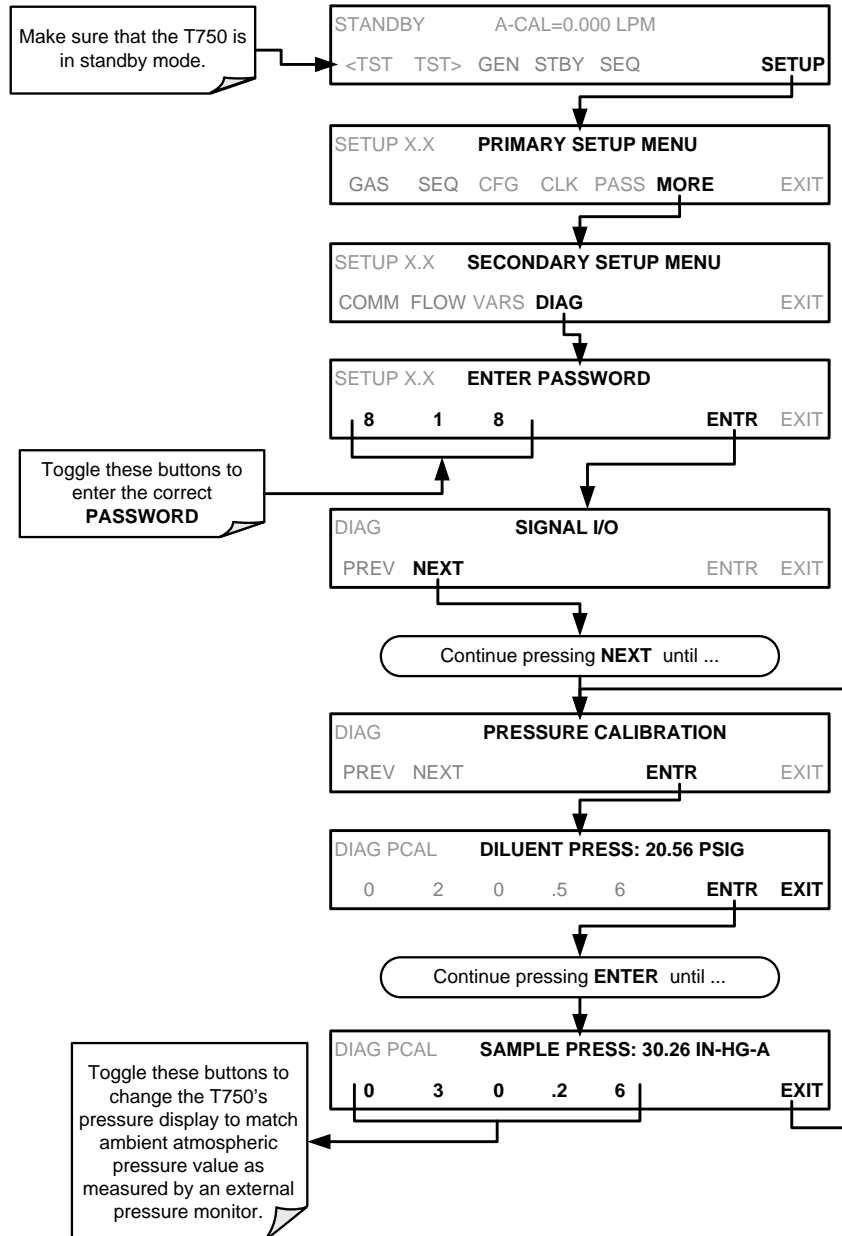 Make sure that the T750 is
in standby mode.
STANDBY A-CAL=0.000 LPM
<TST TST> GEN STBY SEQ SETUP
SETUP X.X PRIMARY SETUP MENU
GAS SEQ CFG CLK PASS MORE EXIT
SETUP X.X SECONDARY SETUP MENU
COMM FLOW VARS DIAG EXIT
SETUP X.X ENTER PASSWORD
8 1 8 ENTR EXIT
Toggle these buttons to
enter the correct
PASSWORD
DIAG SIGNAL I/O
PREV NEXT ENTR EXIT
Continue pressing NEXT until ...
DIAG PRESSURE CALIBRATION
PREV NEXT ENTR EXIT
DIAG PCAL DILUENT PRESS: 20.56 PSIG
0 2 0 .5 6 ENTR EXIT
Continue pressing ENTER until ...
DIAG PCAL SAMPLE PRESS: 30.26 IN-HG-A
0 3 0 .2 6 EXIT
Toggle these buttons to
change the T750's
pressure display to match
ambient atmospheric
pressure value as
measured by an external
pressure monitor.